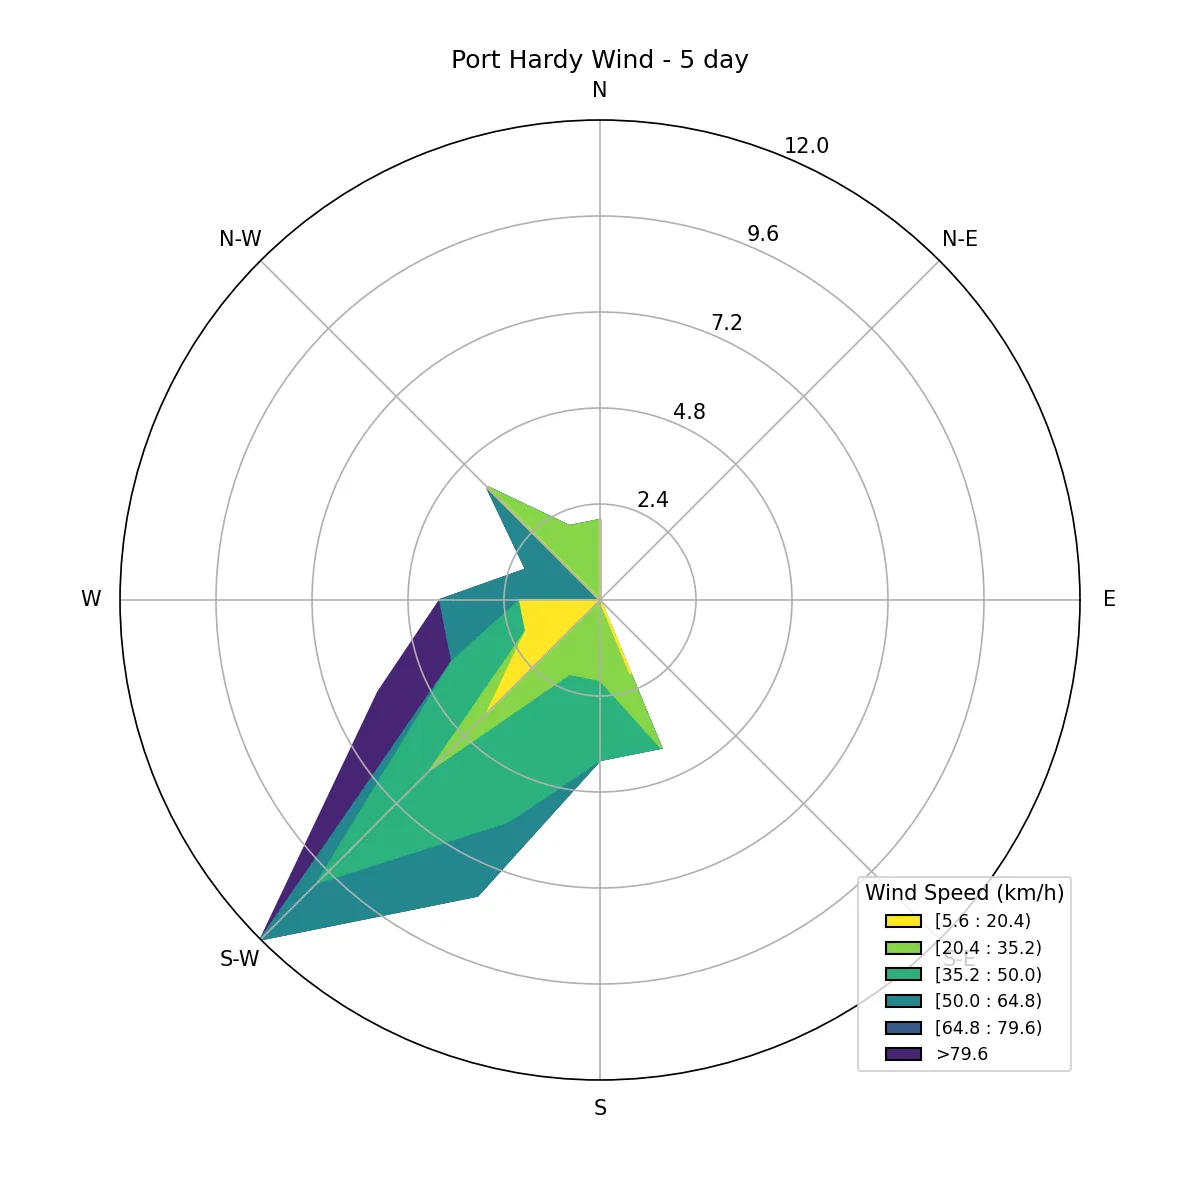 Port Hardy Wind - 5 day
N
12.0
N-W
N-E
9.6
7.2
4.8
2.4
W
E
S-W
S-E
Wind Speed (km/h)
[5.6 : 20.4)
[20.4 : 35.2)
[35.2 : 50.0)
[50.0 : 64.8)
[64.8 : 79.6)
>79.6
S